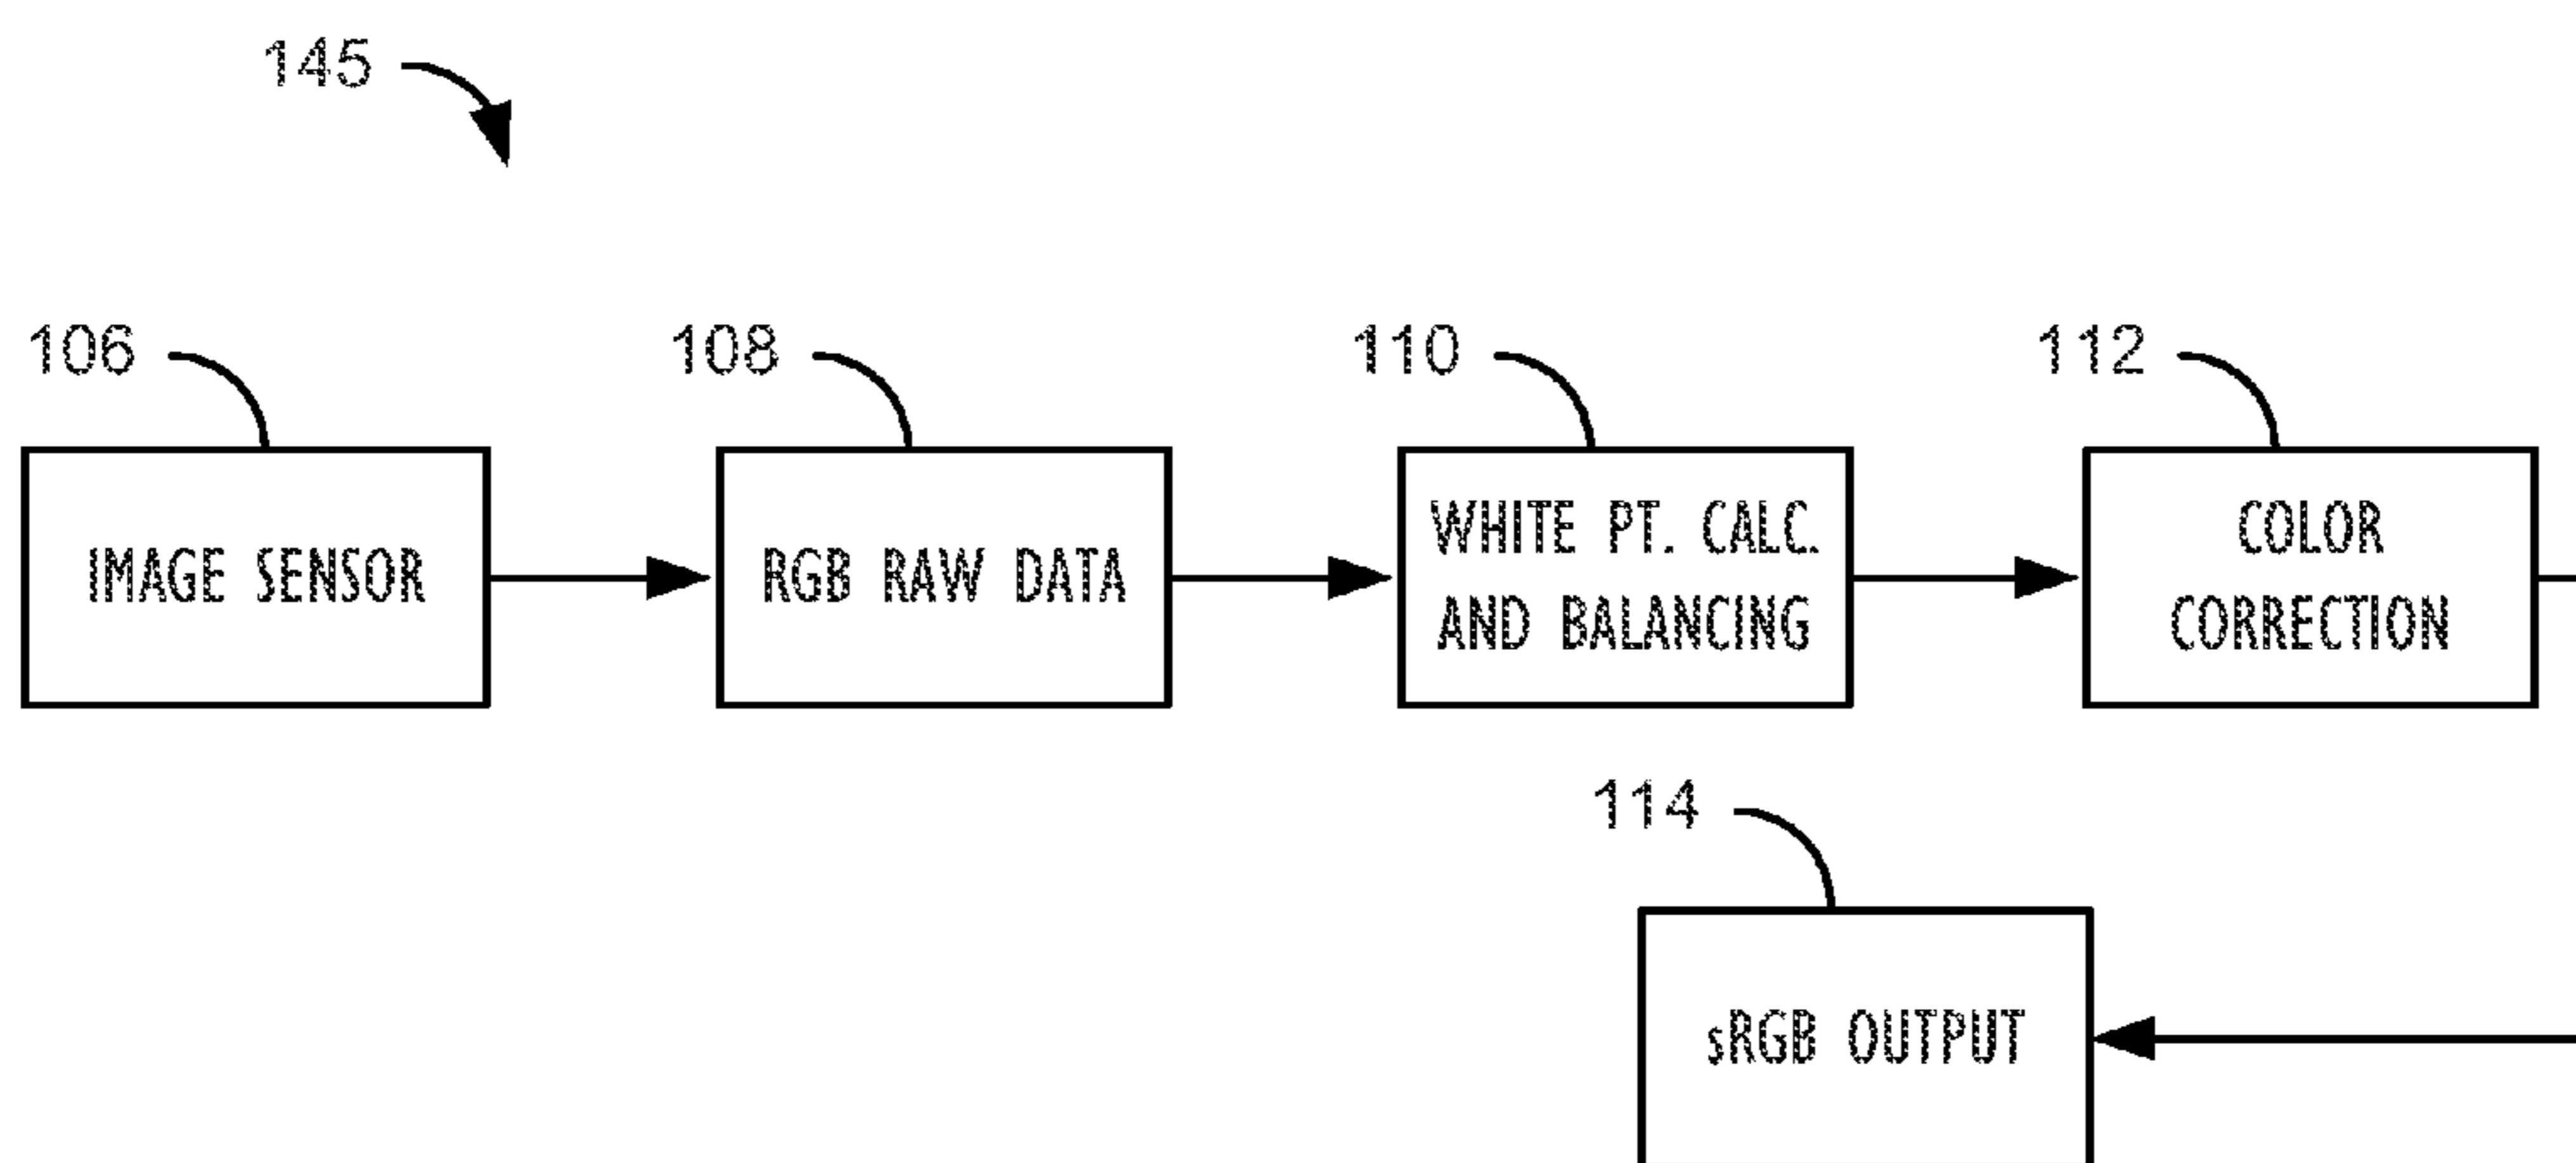 145
106
108
110
112
IMAGE SENSOR
RGB RAW DATA
WHITE PT. CALC.
AND BALANCING
COLOR
CORRECTION
114
sRGB OUTPUT